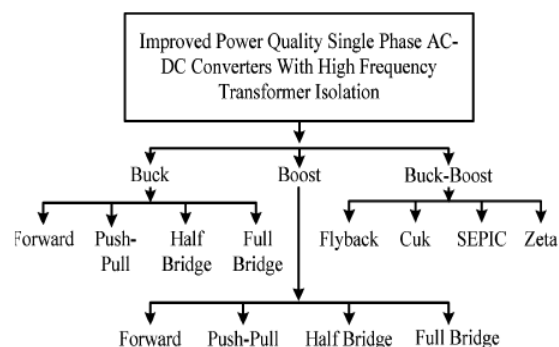 Improved Power Quality Single Phase AC-
DC Converters With High Frequency
Transformer Isolation
Buck
Boost
Buck-Boost
Forward
Push-
Pull
Half
Bridge
Full
Bridge
Flyback
Cuk
SEPIC
Zeta
Forward
Push-Pull
Half Bridge
Full Bridge